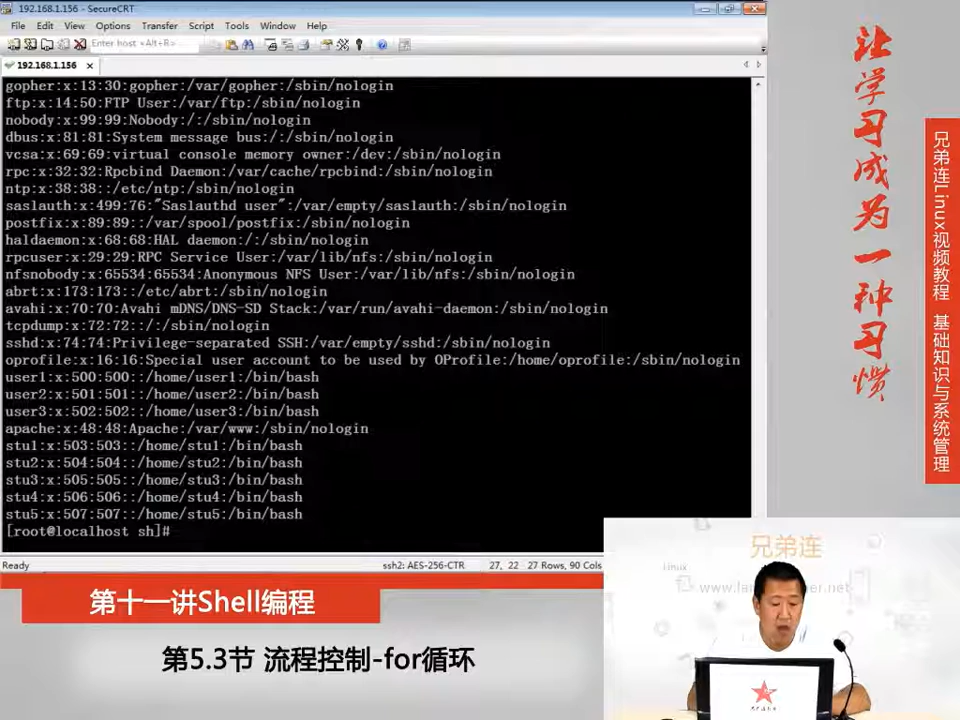 192.168.1.156 - SecureCRT
File Edit View Options Transfer Script Tools Window Help
Enter host <Alt+R>
192.168.1.156
gopher:x:13:30:gopher:/var/gopher:/sbin/nologin
ftp:x:14:50:FTP User:/var/ftp:/sbin/nologin
nobody:x:99:99:Nobody:/:/sbin/nologin
dbus:x:81:81:System message bus:/:/sbin/nologin
vcsa:x:69:69:virtual console memory owner:/dev:/sbin/nologin
rpc:x:32:32:Rpcbind Daemon:/var/cache/rpcbind:/sbin/nologin
ntp:x:38:38::/etc/ntp:/sbin/nologin
saslauth:x:499:76:"Saslauthd user":/var/empty/saslauth:/sbin/nologin
postfix:x:89:89::/var/spool/postfix:/sbin/nologin
haldaemon:x:68:68:HAL daemon:/:/sbin/nologin
rpcuser:x:29:29:RPC Service User:/var/lib/nfs:/sbin/nologin
nfsnobody:x:65534:65534:Anonymous NFS User:/var/lib/nfs:/sbin/nologin
abrt:x:173:173::/etc/abrt:/sbin/nologin
avahi:x:70:70:Avahi mDNS/DNS-SD Stack:/var/run/avahi-daemon:/sbin/nologin
tcpdump:x:72:72::/:/sbin/nologin
sshd:x:74:74:Privilege-separated SSH:/var/empty/sshd:/sbin/nologin
oprofile:x:16:16:Special user account to be used by OProfile:/home/oprofile:/sbin/nologin
user1:x:500:500::/home/user1:/bin/bash
user2:x:501:501::/home/user2:/bin/bash
user3:x:502:502::/home/user3:/bin/bash
apache:x:48:48:Apache:/var/www:/sbin/nologin
stu1:x:503:503::/home/stu1:/bin/bash
stu2:x:504:504::/home/stu2:/bin/bash
stu3:x:505:505::/home/stu3:/bin/bash
stu4:x:506:506::/home/stu4:/bin/bash
stu5:x:507:507::/home/stu5:/bin/bash
[root@localhost sh]#
Ready ssh2: AES-256-CTR 27, 22 27 Rows, 90 Cols
让学习成为一种习惯
兄弟连Linux视频教程 基础知识与系统管理
第十一讲Shell编程
第5.3节 流程控制-for循环
兄弟连
Linux